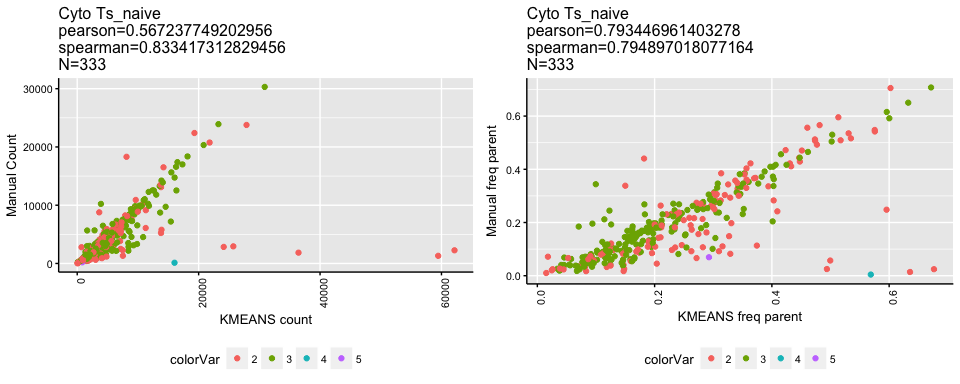 Cyto Ts_naive
pearson=0.567237749202956
spearman=0.833417312829456
N=333
30000
20000
10000
0
Manual Count
0
20000
40000
60000
KMEANS count
colorVar 2 3 4 5
Cyto Ts_naive
pearson=0.793446961403278
spearman=0.794897018077164
N=333
0.6
0.4
0.2
0.0
Manual freq parent
0.0
0.2
0.4
0.6
KMEANS freq parent
colorVar 2 3 4 5